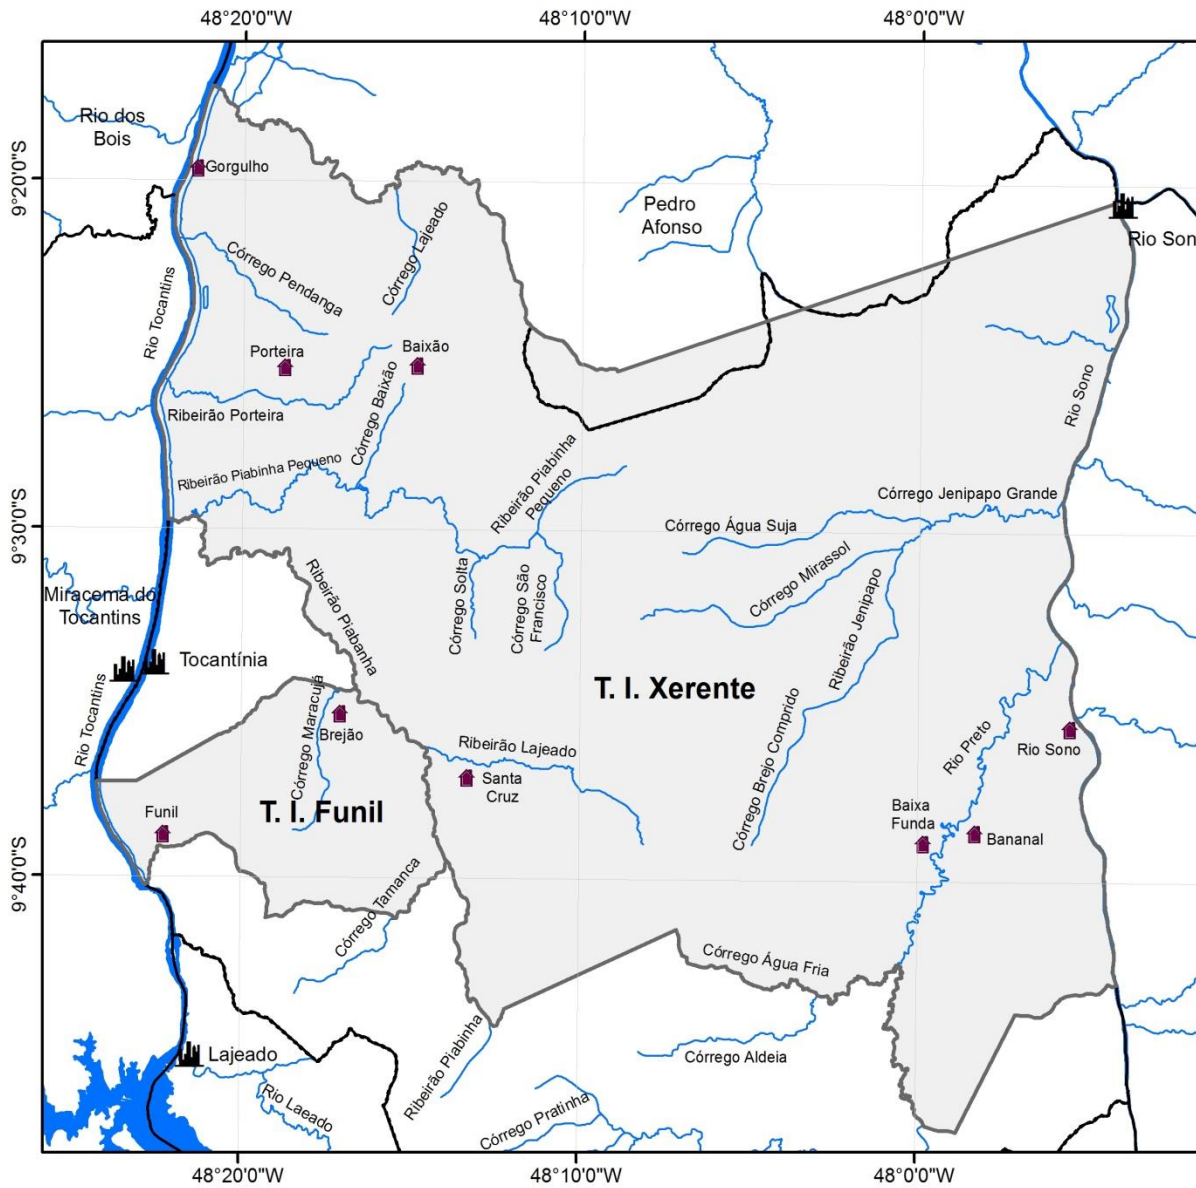 48°20'0"W
48°10'0"W
48°0'0"W
9°20'0"S
9°30'0"S
9°40'0"S
Rio dos
Bois
Gorgulho
Pedro
Afonso
Rio Son
Córrego Lajeado
Córrego Pendanga
Rio Tocantins
Porteira
Baixão
Ribeirão Porteira
Córrego Baixão
Rio Sono
Ribeirão Piabinha Pequeno
Ribeirão Piabinha
Pequeno
Córrego Jenipapo Grande
Córrego Água Suja
Córrego Mirassol
Miracema do
Tocantins
Ribeirão Piabanha
Córrego Solta
Córrego São
Francisco
Ribeirão Jenipapo
Tocantínia
T. I. Xerente
Rio Tocantins
Córrego Maracujá
Brejão
Ribeirão Lajeado
Santa
Cruz
Córrego Brejo Comprido
Rio Preto
Rio Sono
T. I. Funil
Funil
Baixa
Funda
Bananal
Córrego Tamanca
Córrego Água Fria
Lajeado
Rio Laeado
Ribeirão Piabinha
Córrego Aldeia
Córrego Pratinha
48°20'0"W
48°10'0"W
48°0'0"W